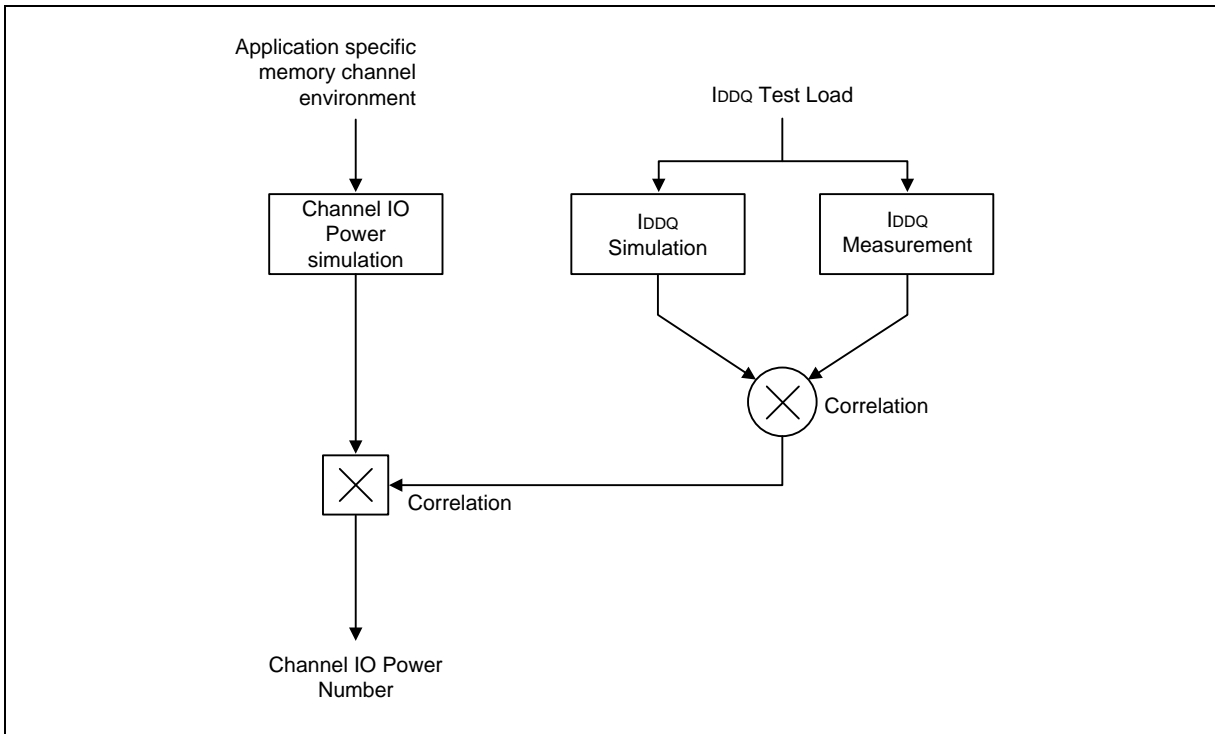 Application specific
memory channel
environment
IDDQ Test Load
Channel IO
Power
simulation
IDDQ
Simulation
IDDQ
Measurement
Correlation
Correlation
Channel IO Power
Number